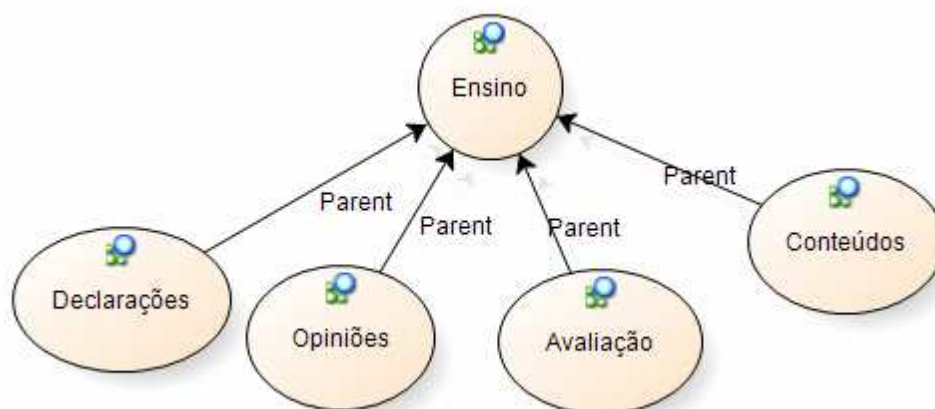 Ensino
Parent
Parent
Parent
Parent
Conteúdos
Declarações
Opiniões
Avaliação